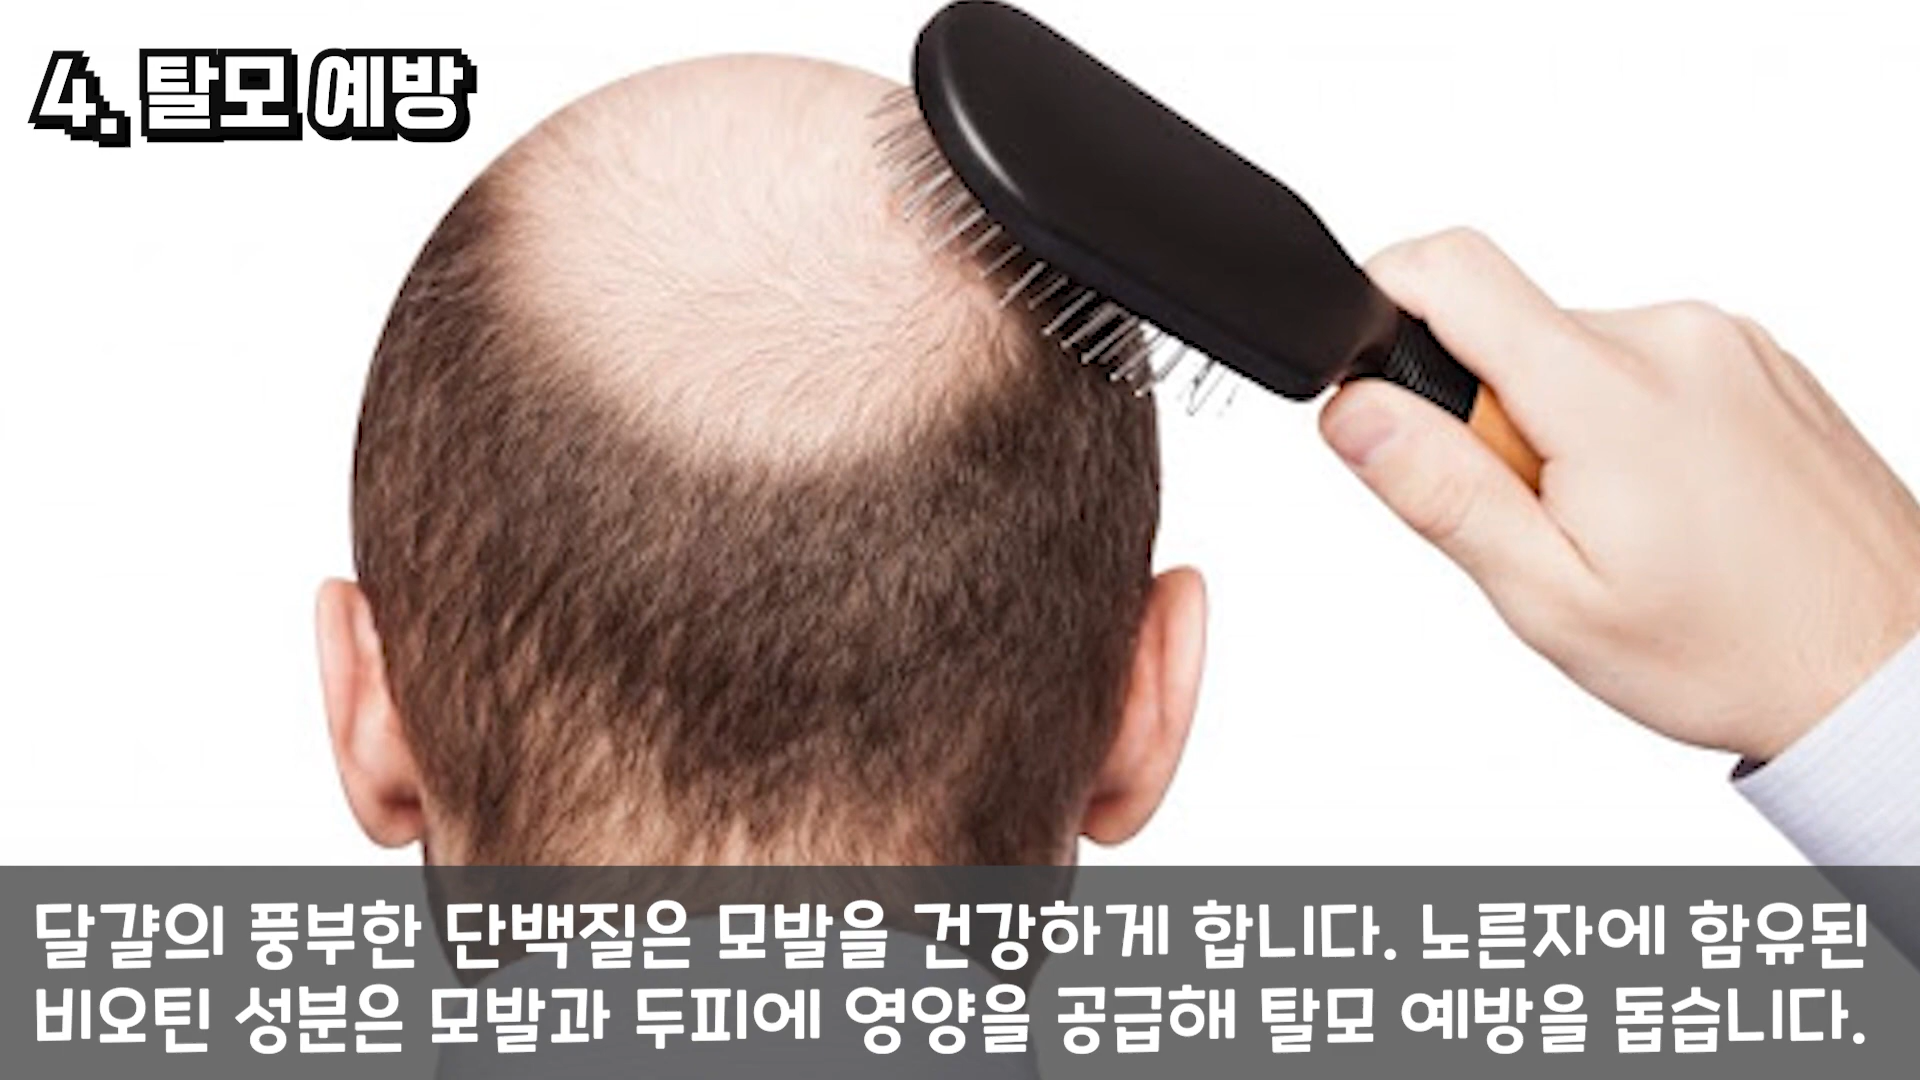 4. 탈모 예방
달걀의 풍부한 단백질은 모발을 건강하게 합니다. 노른자에 함유된
비오틴 성분은 모발과 두피에 영양을 공급해 탈모 예방을 돕습니다.